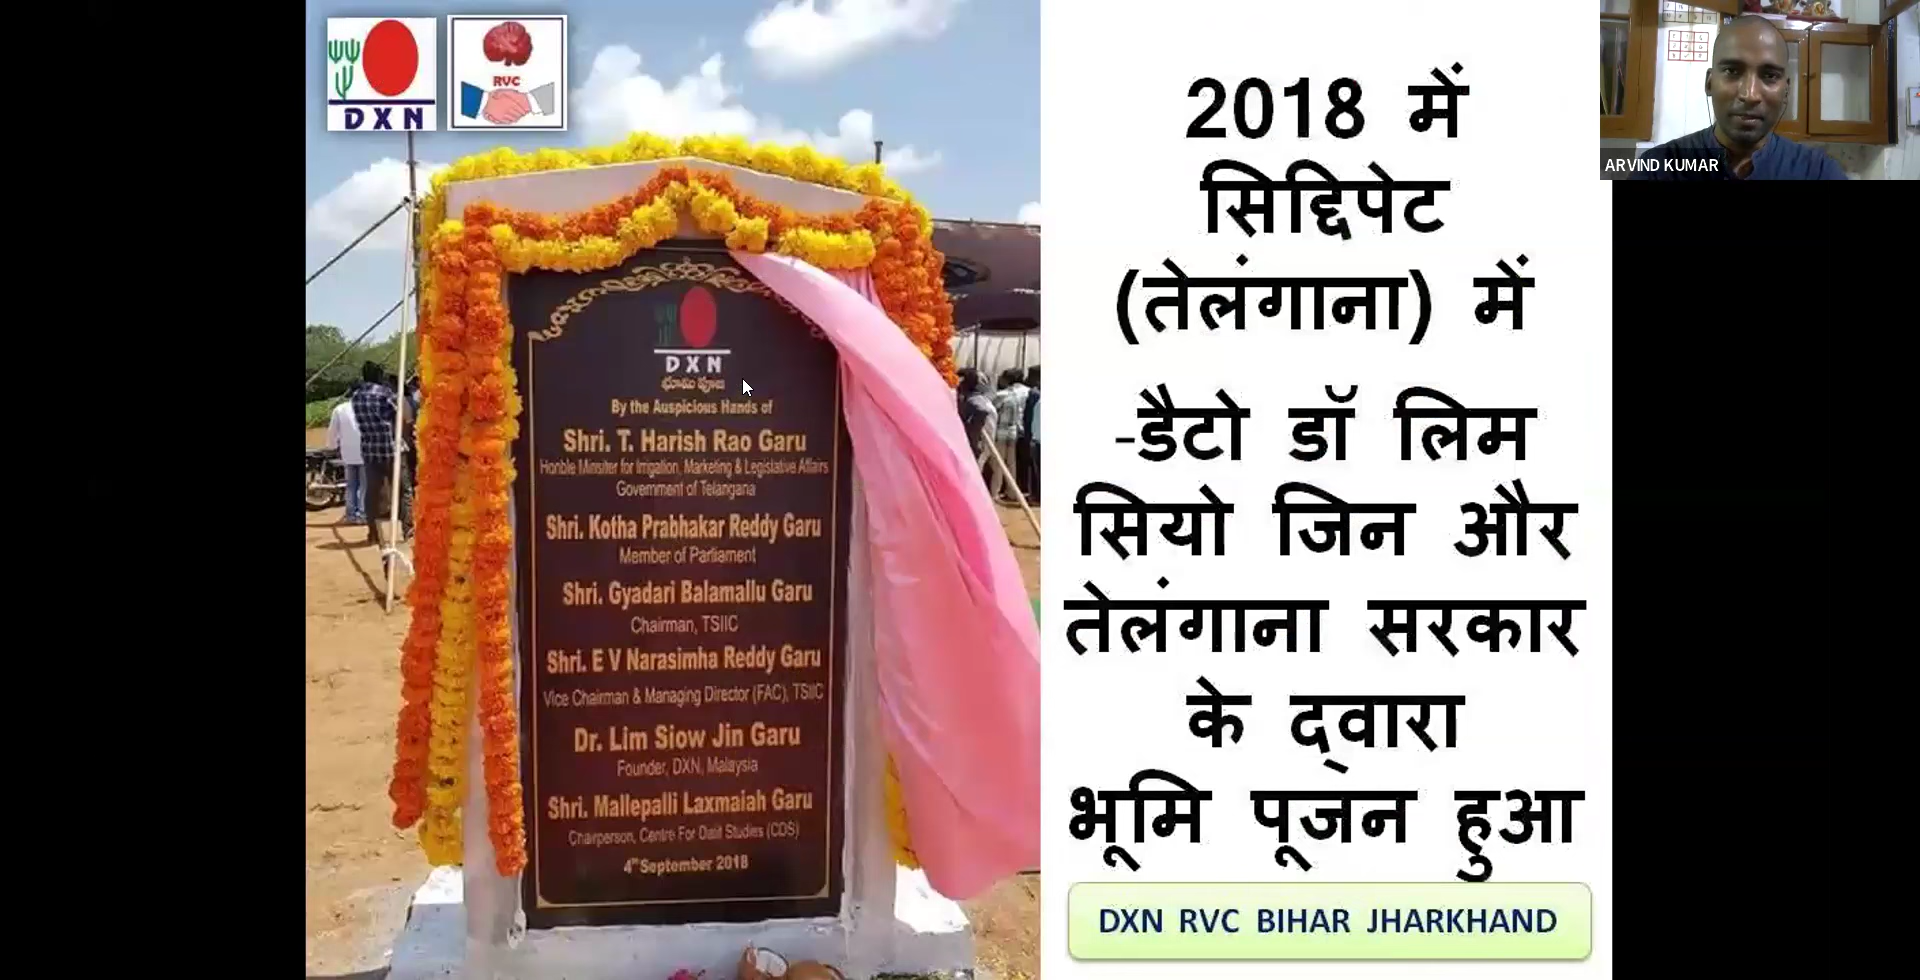 DXN
RVC
DXN
భూమి పూజ
By the Auspicious Hands of
Shri. T. Harish Rao Garu
Honble Minsiter for Irrigation, Marketing & Legislative Affairs
Government of Telangana
Shri. Kotha Prabhakar Reddy Garu
Member of Parliament
Shri. Gyadari Balamallu Garu
Chairman, TSIIC
Shri. E V Narasimha Reddy Garu
Vice Chairman & Managing Director (FAC), TSIIC
Dr. Lim Siow Jin Garu
Founder, DXN, Malaysia
Shri. Mallepalli Laxmaiah Garu
Chairperson, Centre For Dalit Studies (CDS)
4th September 2018
2018 में
सिद्दिपेट
(तेलंगाना) में
-डैटो डॉ लिम
सियो जिन और
तेलंगाना सरकार
के द्वारा
भूमि पूजन हुआ
DXN RVC BIHAR JHARKHAND
ARVIND KUMAR